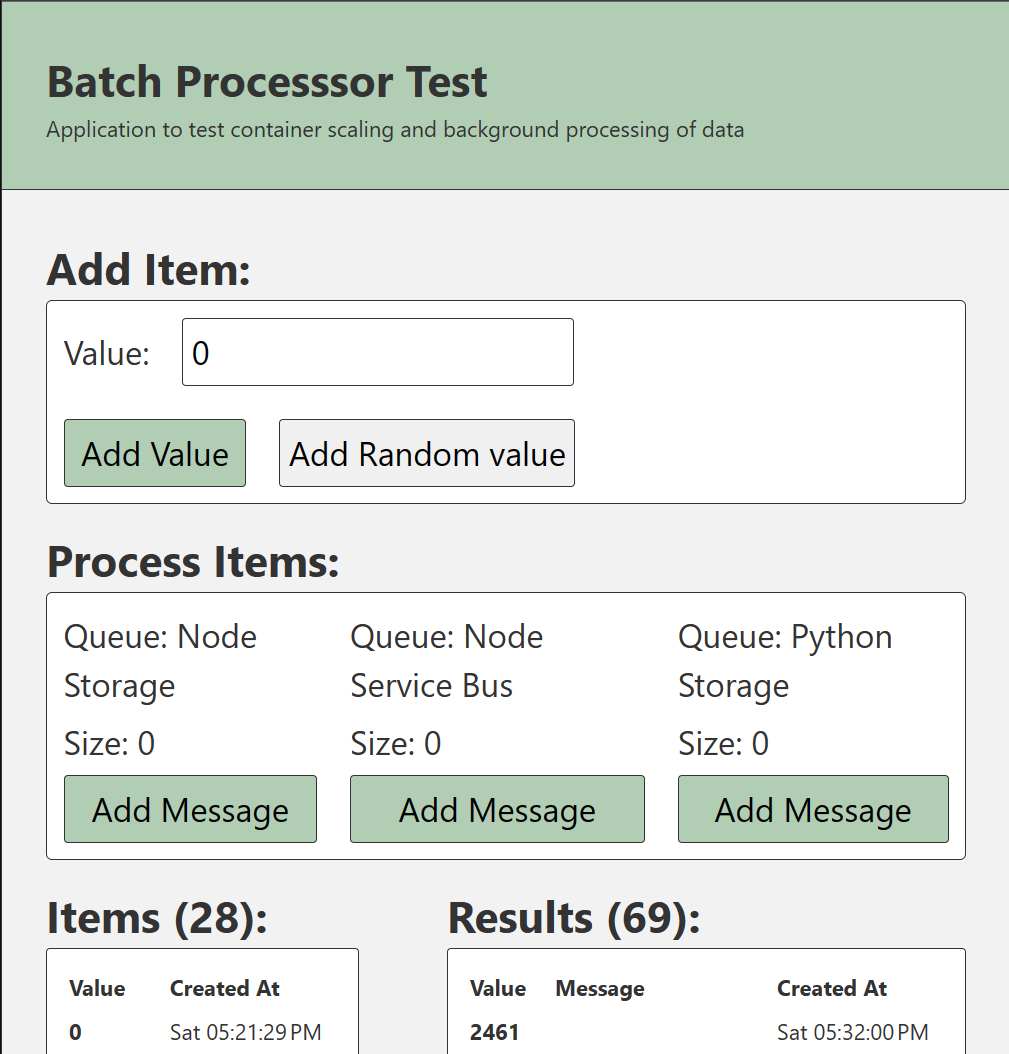 Batch Processsor Test
Application to test container scaling and background processing of data
Add Item:
Value: 0
Add Value Add Random value
Process Items:
Queue: Node Queue: Node Queue: Python
Storage Service Bus Storage
Size: 0 Size: 0 Size: 0
Add Message Add Message Add Message
Items (28): Results (69):
Value Created At Value Message Created At
0 Sat 05:21:29 PM 2461 Sat 05:32:00 PM